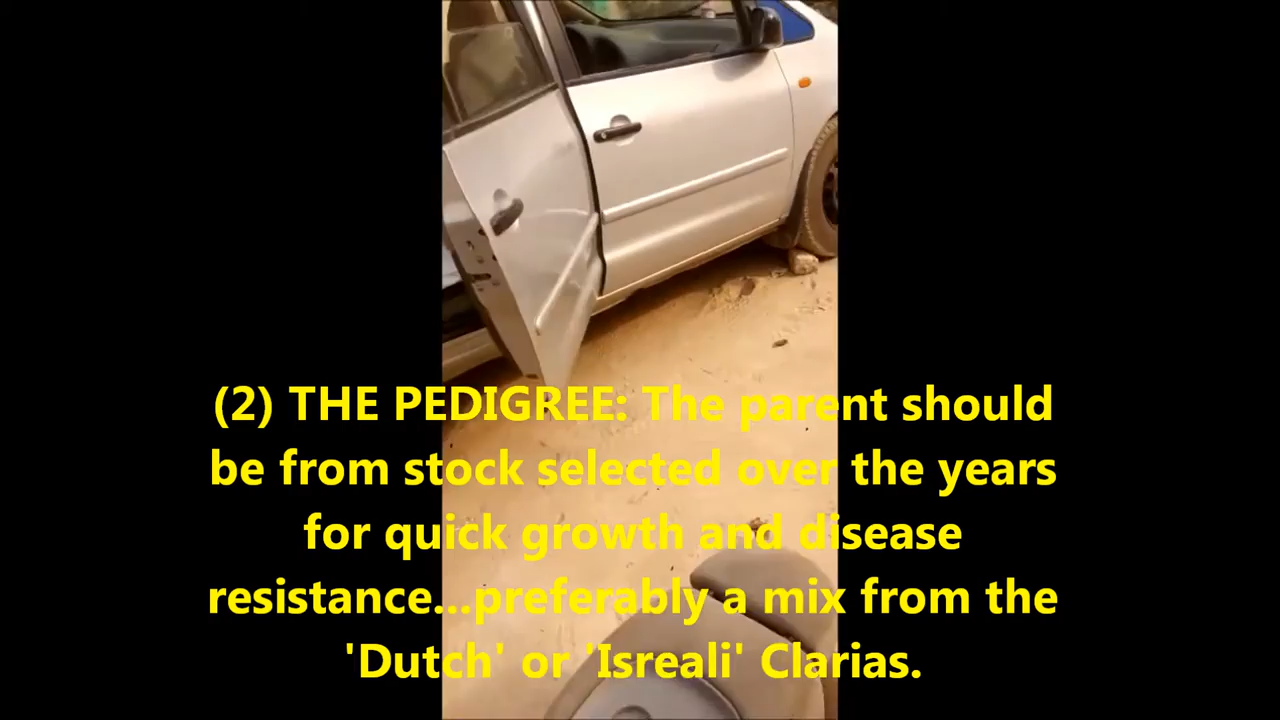 (2) THE PEDIGREE: The parent should
be from stock selected over the years
for quick growth and disease
resistance...preferably a mix from the
'Dutch' or 'Isreali' Clarias.